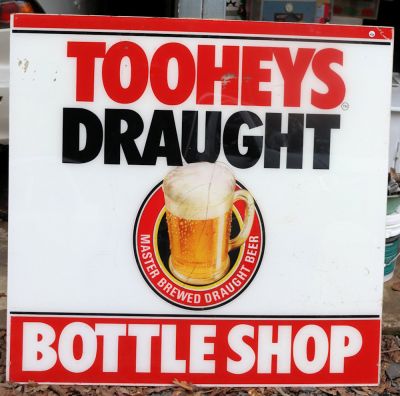 TOOHEYS
DRAUGHT
MASTER BREWED DRAUGHT BEER
BOTTLE SHOP